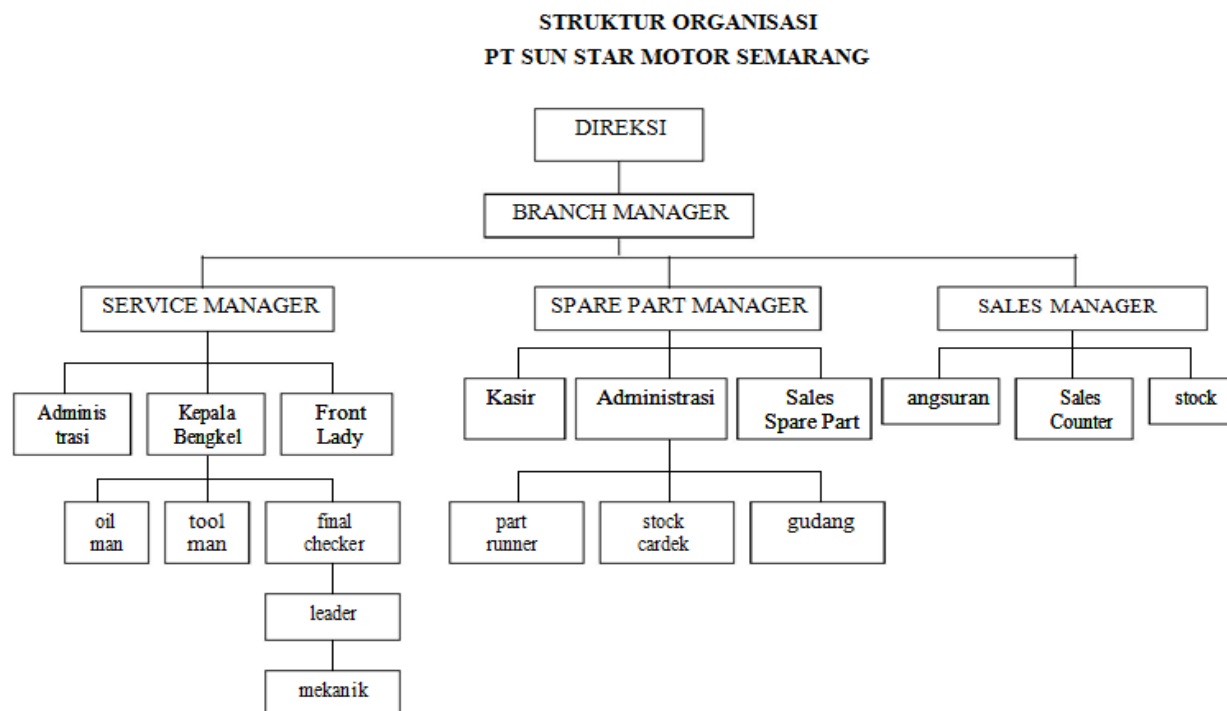 STRUKTUR ORGANISASI
PT SUN STAR MOTOR SEMARANG
DIREKSI
BRANCH MANAGER
SERVICE MANAGER
SPARE PART MANAGER
SALES MANAGER
Adminis
trasi
Kepala
Bengkel
Front
Lady
Kasir
Administrasi
Sales
Spare Part
angsuran
Sales
Counter
stock
oil
man
tool
man
final
checker
part
runner
stock
cardek
gudang
leader
mekanik